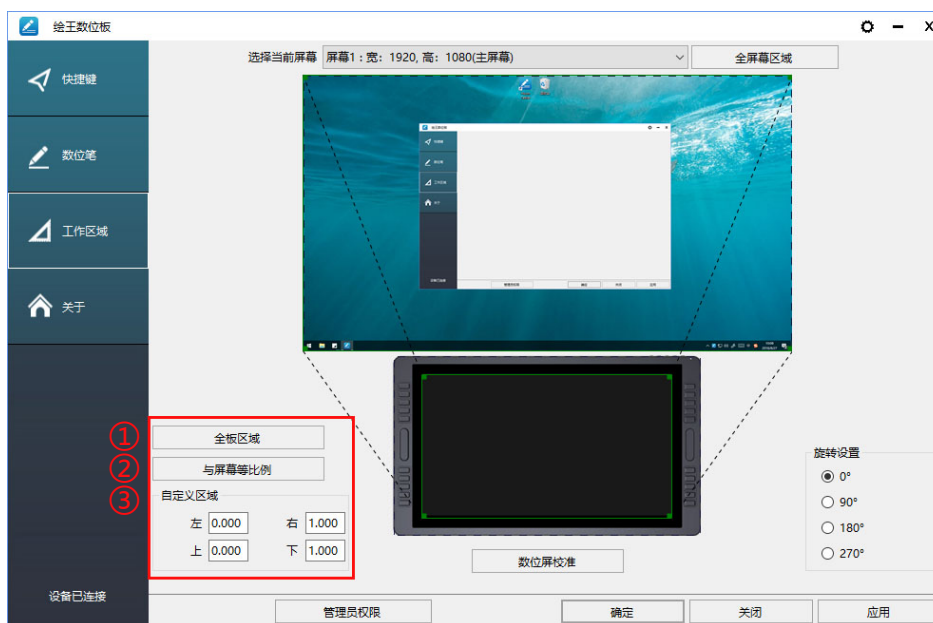 绘王数位板
选择当前屏幕 屏幕1：宽：1920, 高：1080(主屏幕) 全屏幕区域
快捷键
数位笔
工作区域
关于
① 全板区域
② 与屏幕等比例
③ 自定义区域
左 0.000 右 1.000
上 0.000 下 1.000
数位屏校准
旋转设置
0°
90°
180°
270°
设备已连接
管理员权限 确定 关闭 应用